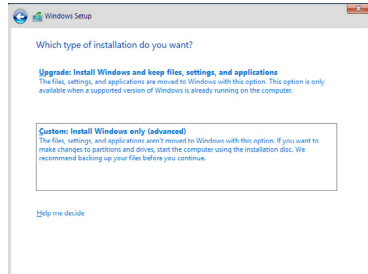 Windows Setup
Which type of installation do you want?
Upgrade: Install Windows and keep files, settings, and applications
The files, settings, and applications are moved to Windows with this option. This option is only
available when a supported version of Windows is already running on the computer.
Custom: Install Windows only (advanced)
The files, settings, and applications aren't moved to Windows with this option. If you want to
make changes to partitions and drives, start the computer using the installation disc. We
recommend backing up your files before you continue.
Help me decide